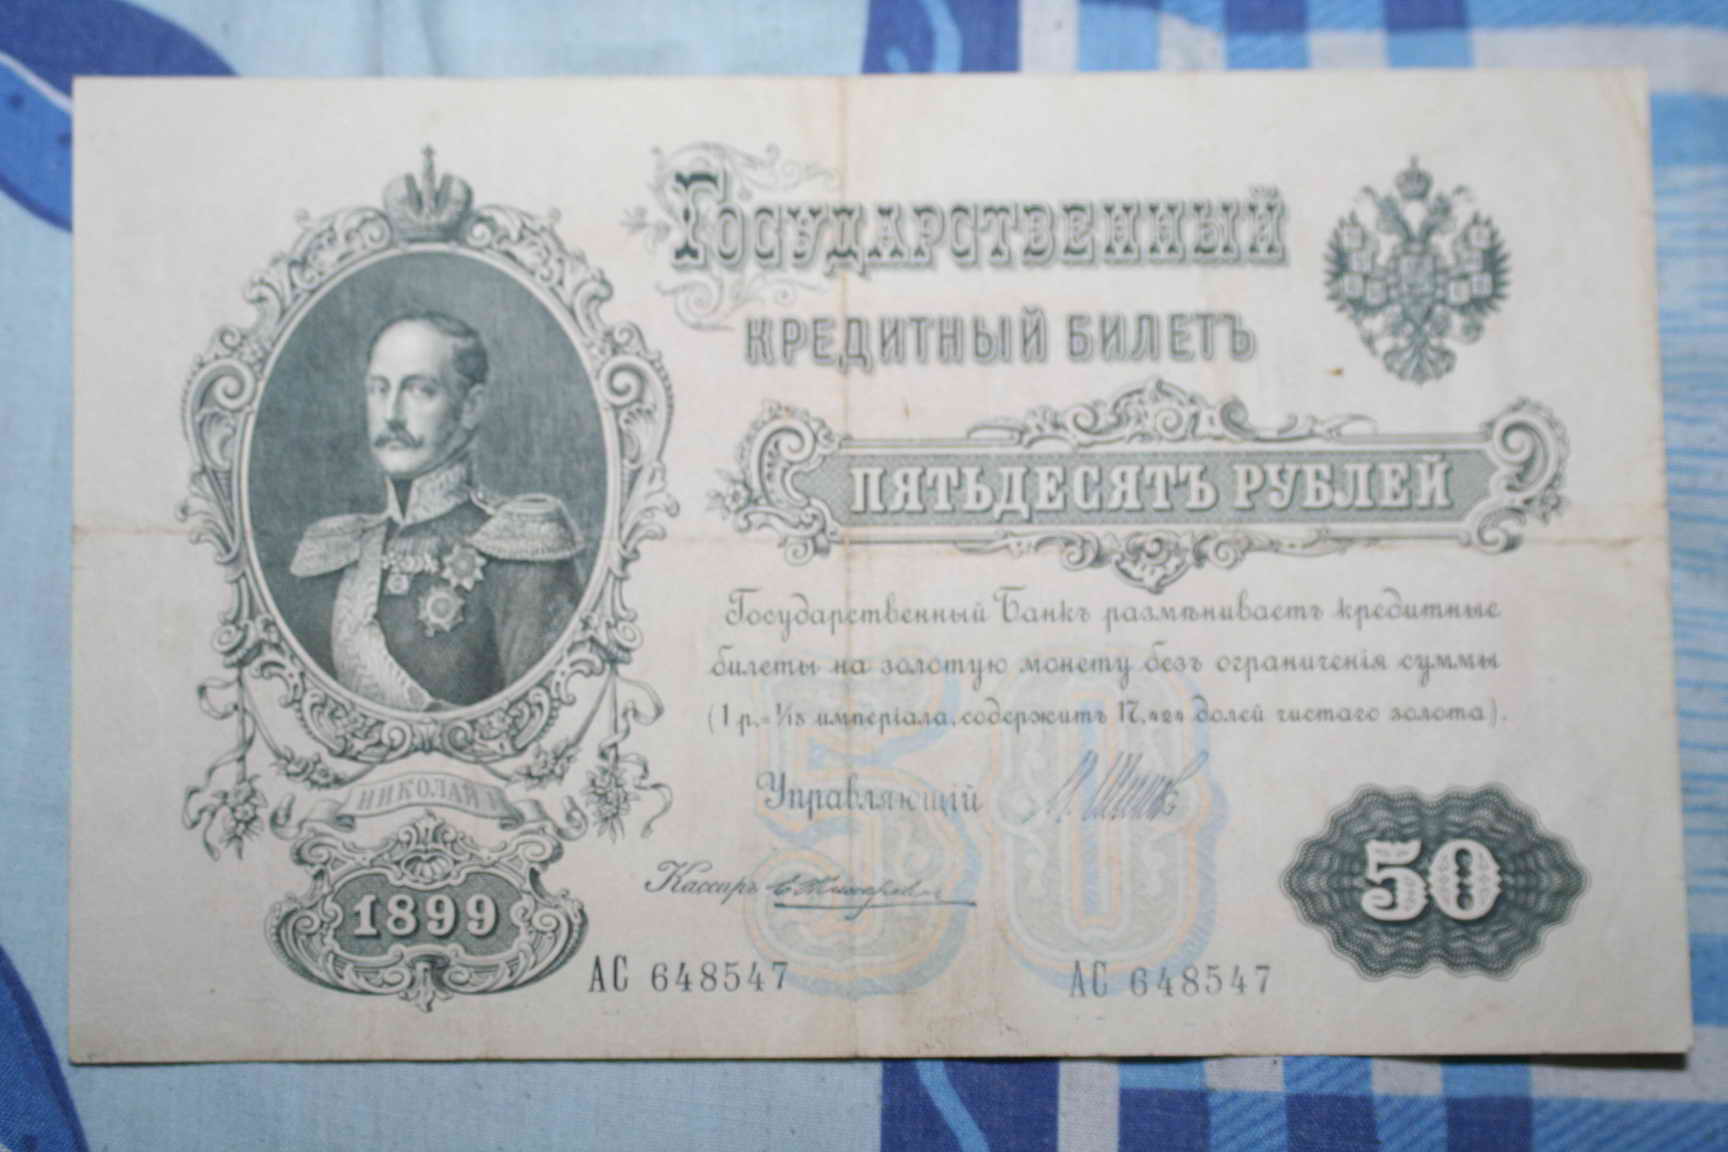 Государственный
кредитный билетъ
пятьдесятъ рублей
Государственный Банкъ размѣниваетъ кредитные
билеты на золотую монету безъ ограниченія суммы
(1 р.= 1/15 имперіала, содержитъ 17,424 долей чистаго золота).
НИКОЛАЙ I
Управляющій
Кассиръ
1899
50
АС 648547
АС 648547
50